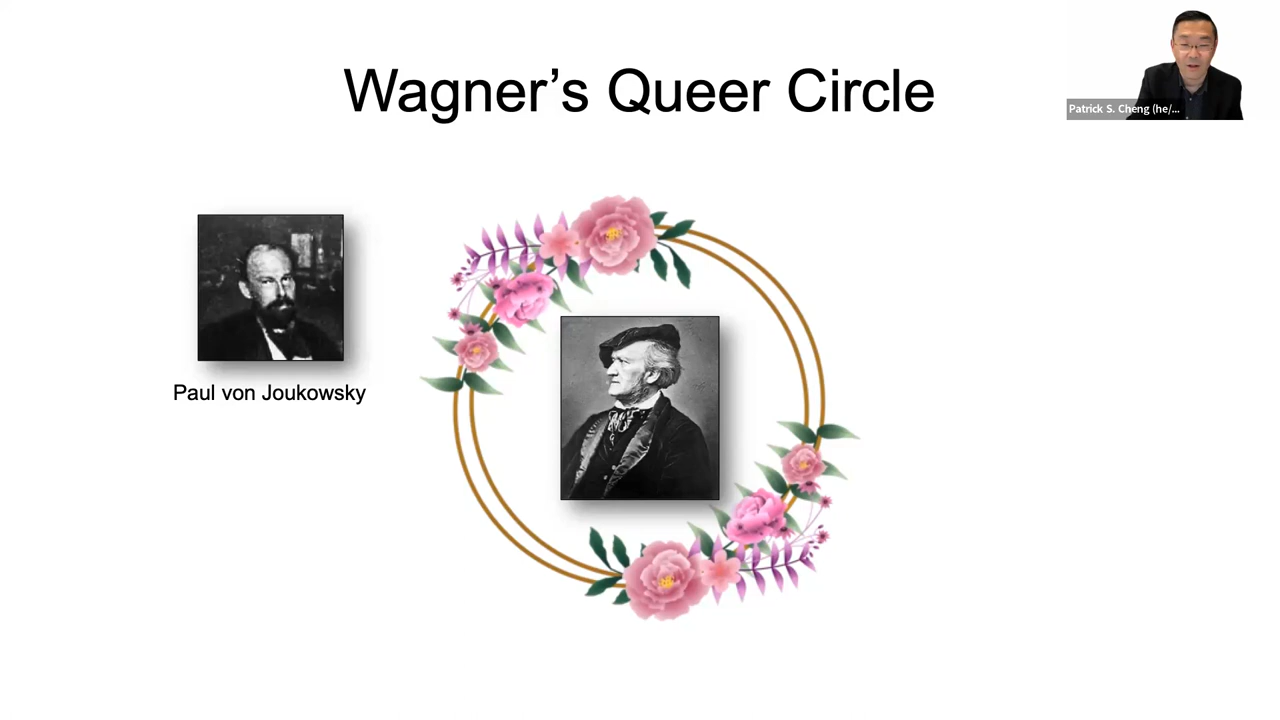 Wagner’s Queer Circle
Patrick S. Cheng (he/...
Paul von Joukowsky